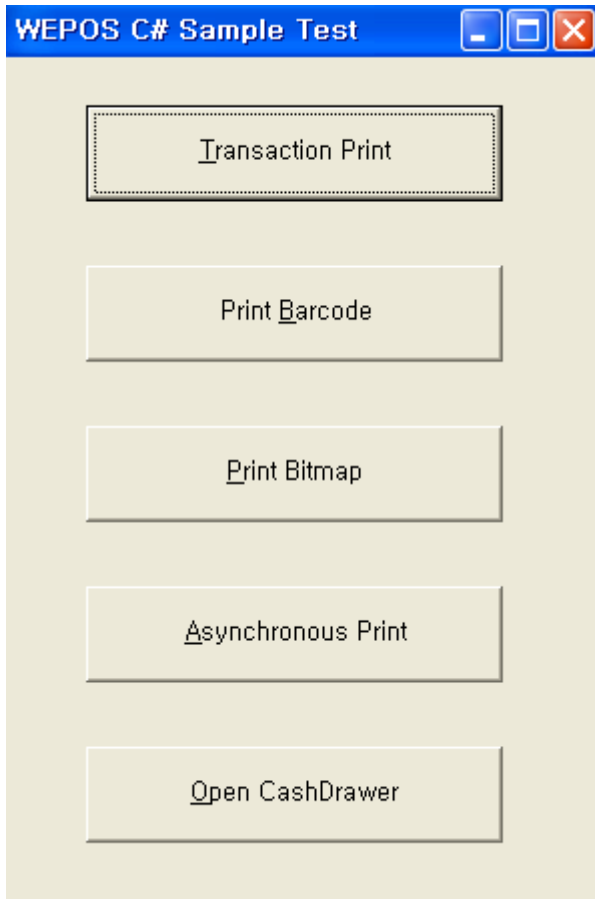 WEPOS C# Sample Test
Transaction Print
Print Barcode
Print Bitmap
Asynchronous Print
Open CashDrawer